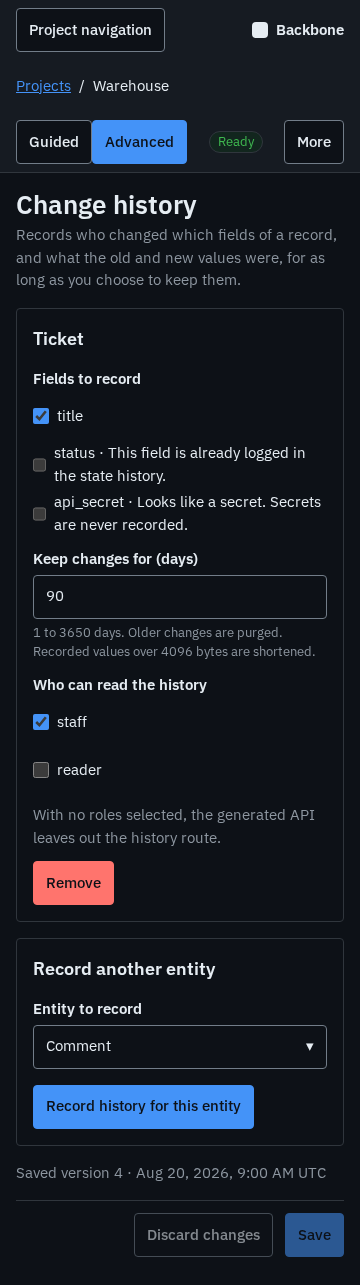 Project navigation
Backbone
Projects / Warehouse
Guided
Advanced
Ready
More
Change history
Records who changed which fields of a record,
and what the old and new values were, for as
long as you choose to keep them.
Ticket
Fields to record
title
status · This field is already logged in
the state history.
api_secret · Looks like a secret. Secrets
are never recorded.
Keep changes for (days)
90
1 to 3650 days. Older changes are purged.
Recorded values over 4096 bytes are shortened.
Who can read the history
staff
reader
With no roles selected, the generated API
leaves out the history route.
Remove
Record another entity
Entity to record
Comment
Record history for this entity
Saved version 4 · Aug 20, 2026, 9:00 AM UTC
Discard changes
Save